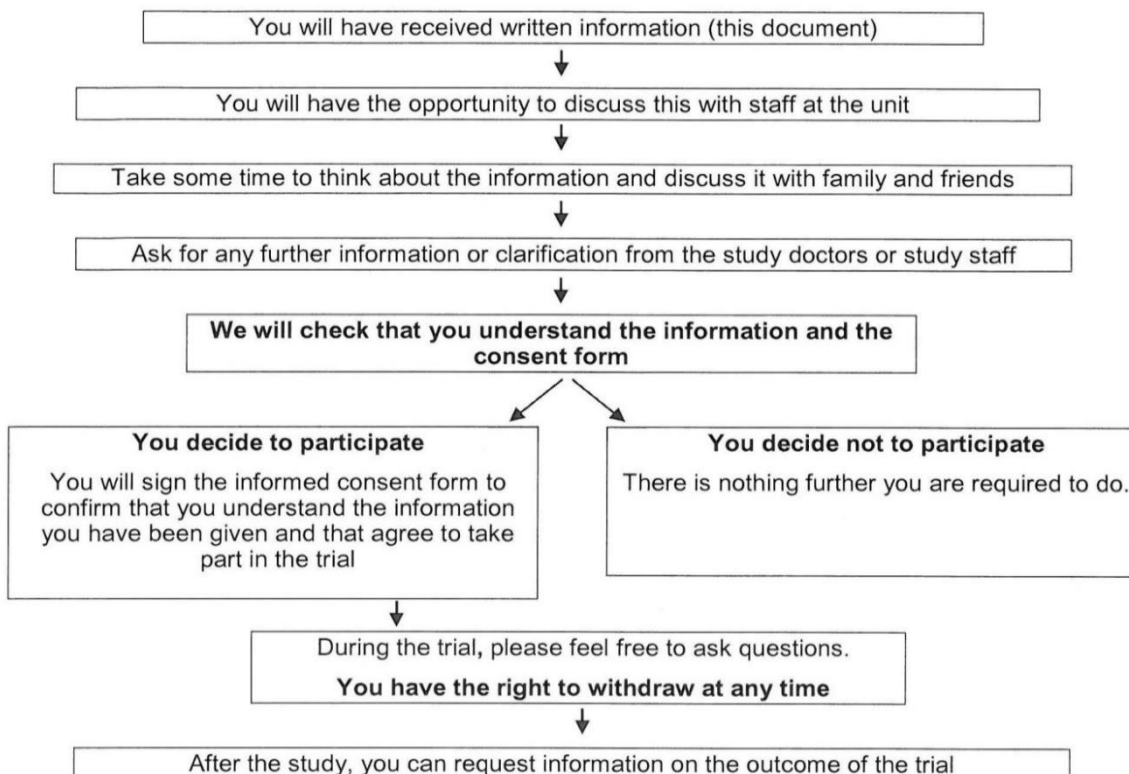 You will have received written information (this document)
You will have the opportunity to discuss this with staff at the unit
Take some time to think about the information and discuss it with family and friends
Ask for any further information or clarification from the study doctors or study staff
We will check that you understand the information and the
consent form
You decide to participate
You will sign the informed consent form to
confirm that you understand the information
you have been given and that agree to take
part in the trial
You decide not to participate
There is nothing further you are required to do.
During the trial, please feel free to ask questions.
You have the right to withdraw at any time
After the study, you can request information on the outcome of the trial